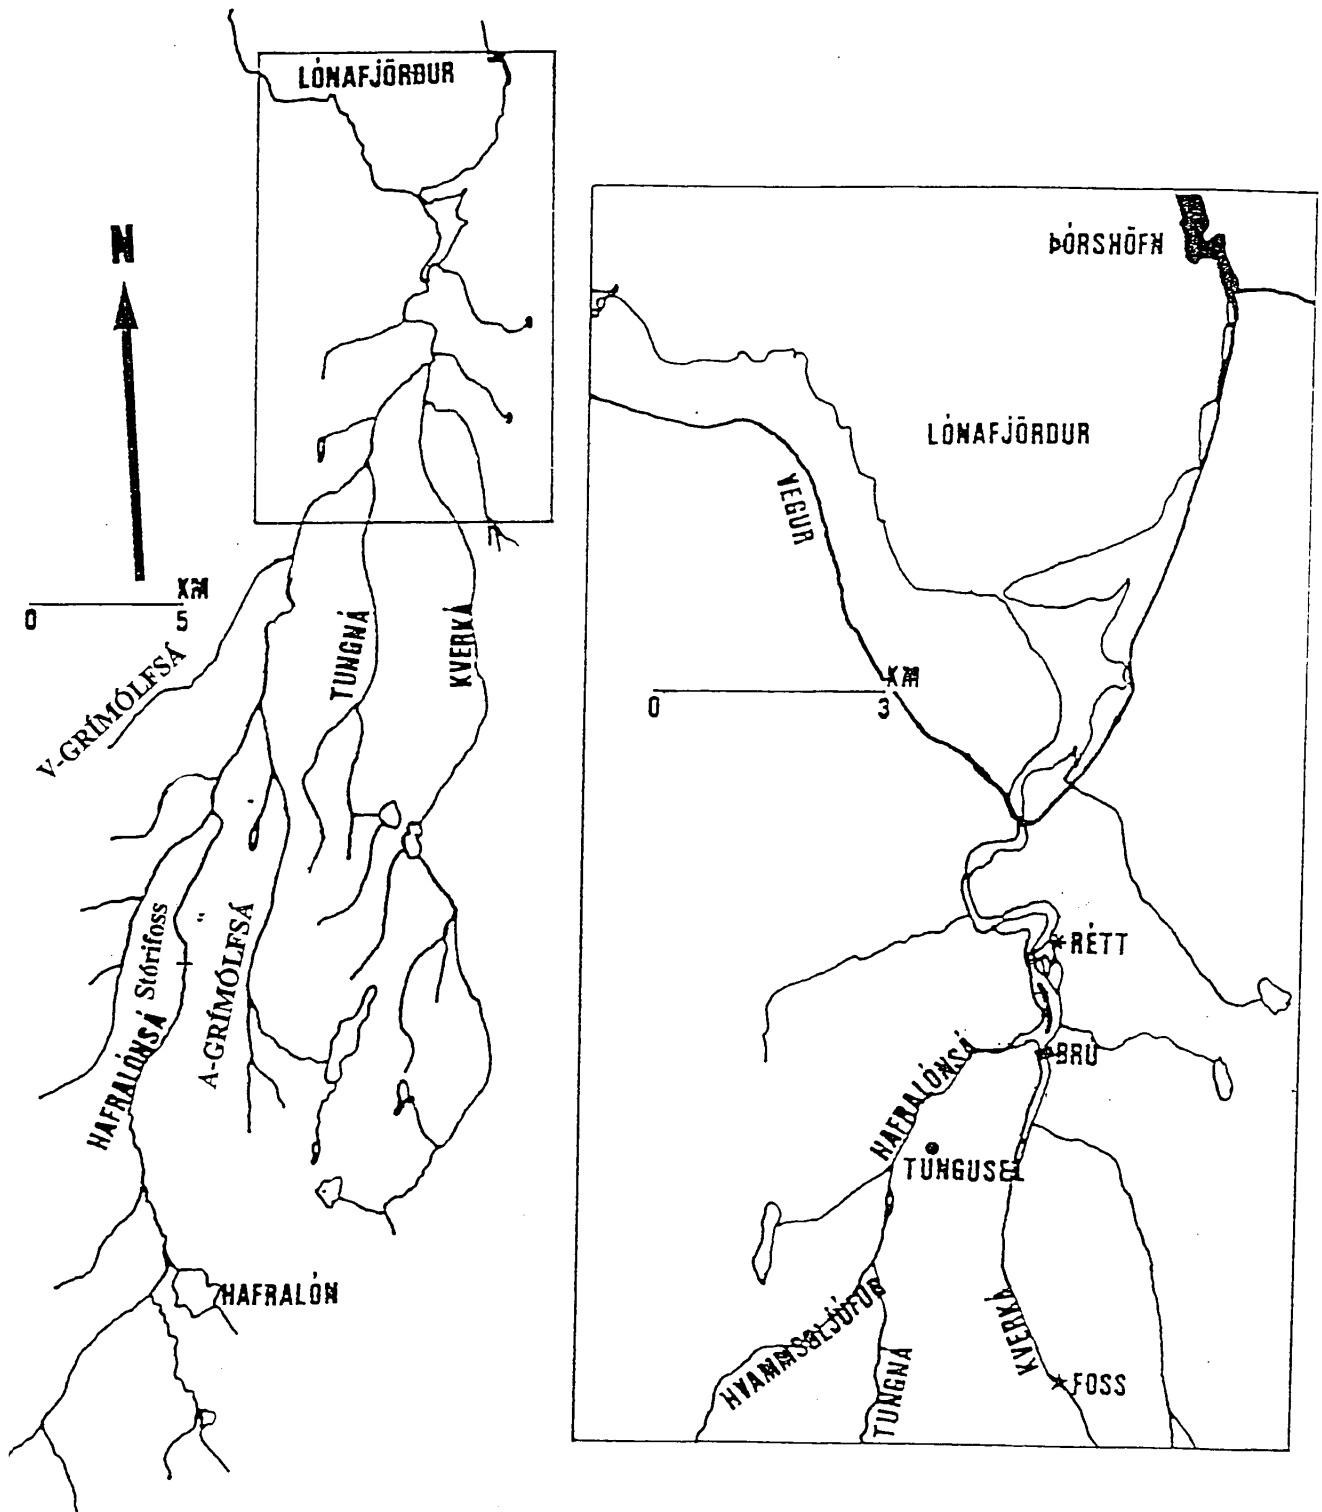 LÓNAFJÖRÐUR
N
KM
0 5
V-GRÍMÓLFSÁ
TUNGNÁ
KVERKÁ
Stórifoss
A-GRÍMÓLFSÁ
HAFRALÓNSÁ
HAFRALÓN
ÞÓRSHÖFN
LÓNAFJÖRÐUR
VEGUR
KM
0 3
RÉTT
BRÚ
HAFRALÓNSÁ
TUNGUSEL
HVAMMSGLJÚFUR
TUNGNÁ
KVERKÁ
FOSS